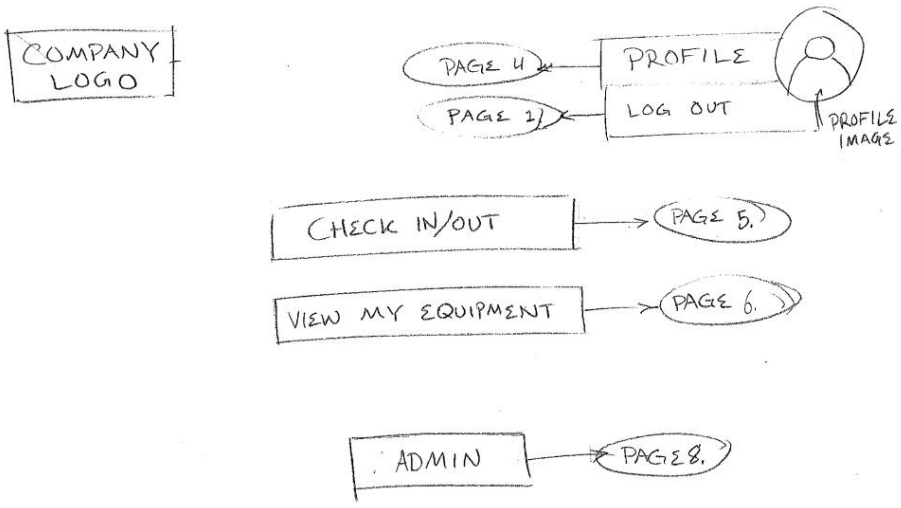 COMPANY
LOGO
PAGE 4
PROFILE
PAGE 1
LOG OUT
PROFILE
IMAGE
CHECK IN/OUT
PAGE 5.
VIEW MY EQUIPMENT
PAGE 6.
ADMIN
PAGE 8.